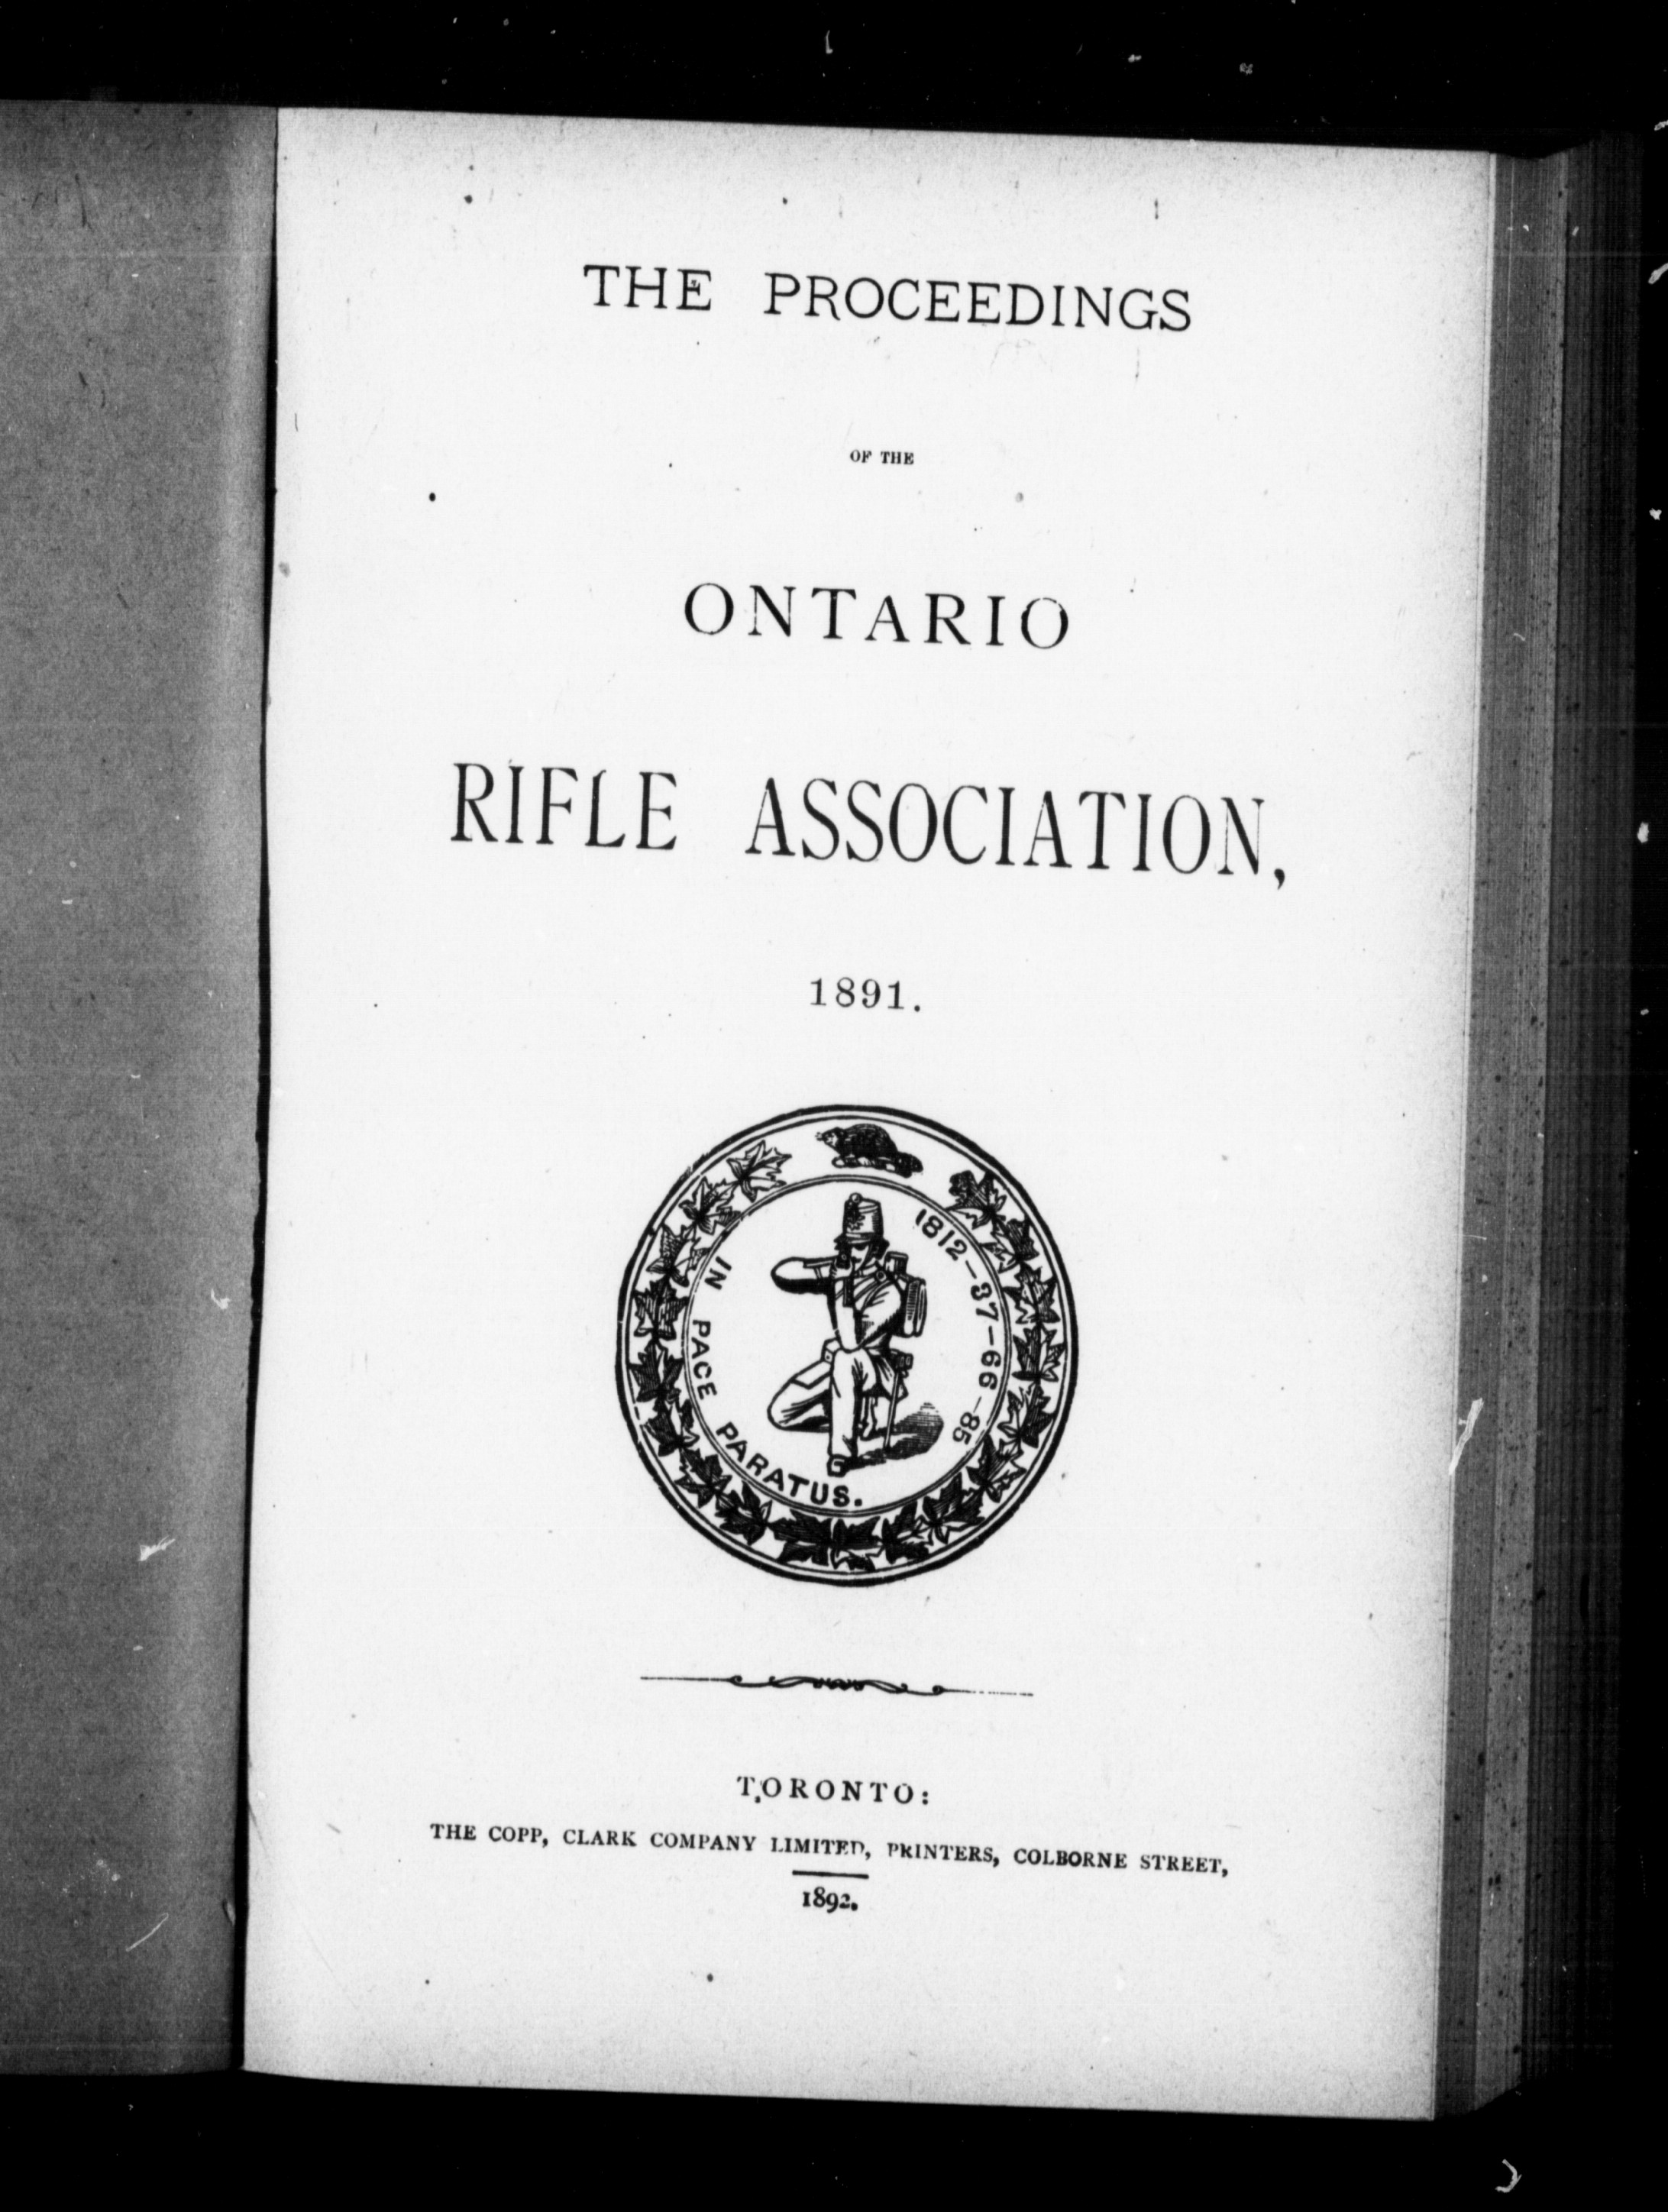 THE PROCEEDINGS
OF THE
ONTARIO
RIFLE ASSOCIATION,
1891.
IN PACE PARATUS.
1812-37-66-85
TORONTO:
THE COPP, CLARK COMPANY LIMITED, PRINTERS, COLBORNE STREET,
1892.